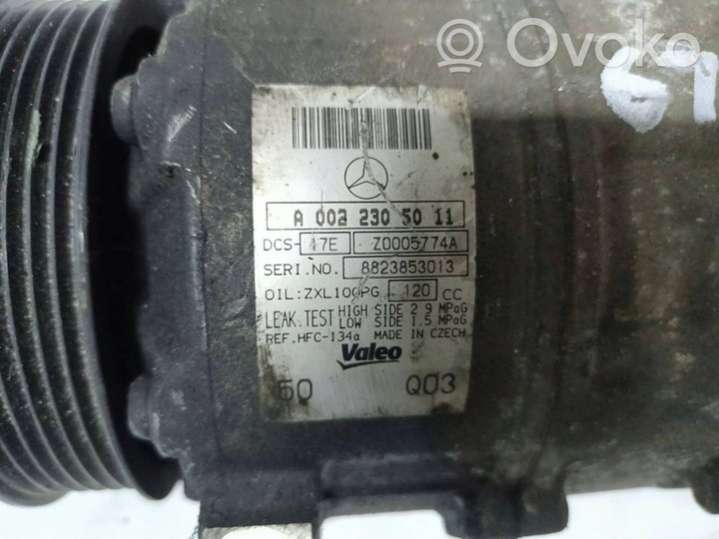 Ovoko
A 002 230 50 11
DCS- 17E Z0005774A
SERI.NO. 8823853013
OIL:ZXL100PG 120 CC
LEAK.TEST HIGH SIDE 2.9 MPaG
LOW SIDE 1.5 MPaG
REF.HFC-134a MADE IN CZECH
Valeo
60 Q03